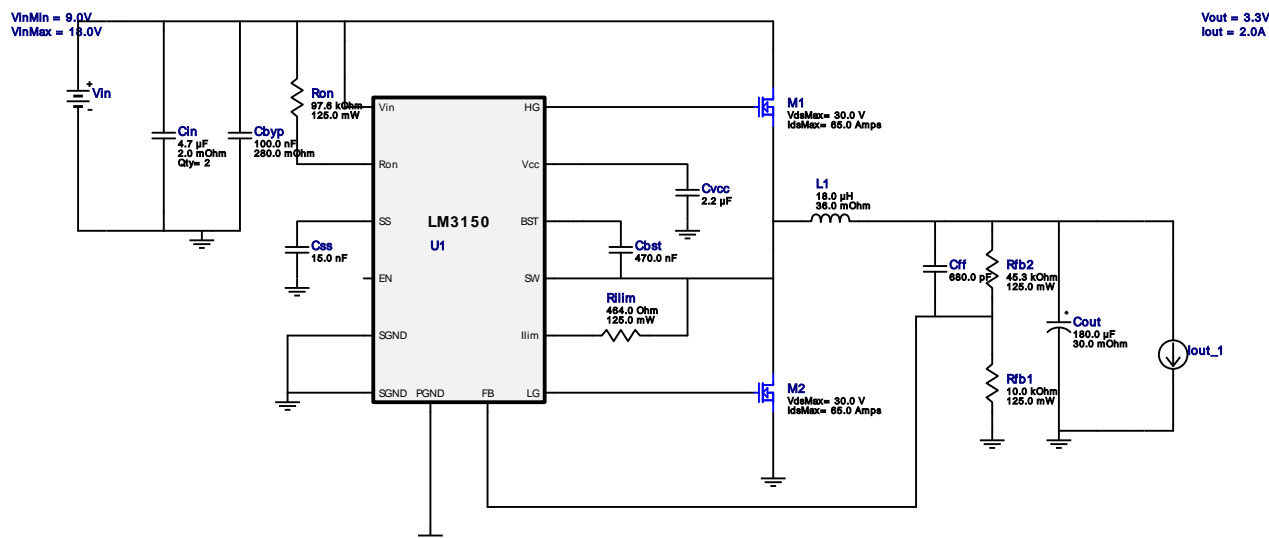 VinMin = 9.0V
VinMax = 18.0V
Vout = 3.3V
Iout = 2.0A
+
Vin
-
Cin
4.7 µF
2.0 mOhm
Qty= 2
Cbyp
100.0 nF
280.0 mOhm
Ron
97.6 kOhm
125.0 mW
Css
15.0 nF
Vin
Ron
SS
EN
SGND
SGND
PGND
FB
LG
Ilim
SW
BST
Vcc
HG
LM3150
U1
Cvcc
2.2 µF
Cbst
470.0 nF
Rilim
464.0 Ohm
125.0 mW
M1
VdsMax= 30.0 V
IdsMax= 65.0 Amps
M2
VdsMax= 30.0 V
IdsMax= 65.0 Amps
L1
18.0 µH
36.0 mOhm
Cff
680.0 pF
Rfb2
45.3 kOhm
125.0 mW
Rfb1
10.0 kOhm
125.0 mW
Cout
180.0 µF
30.0 mOhm
Iout_1